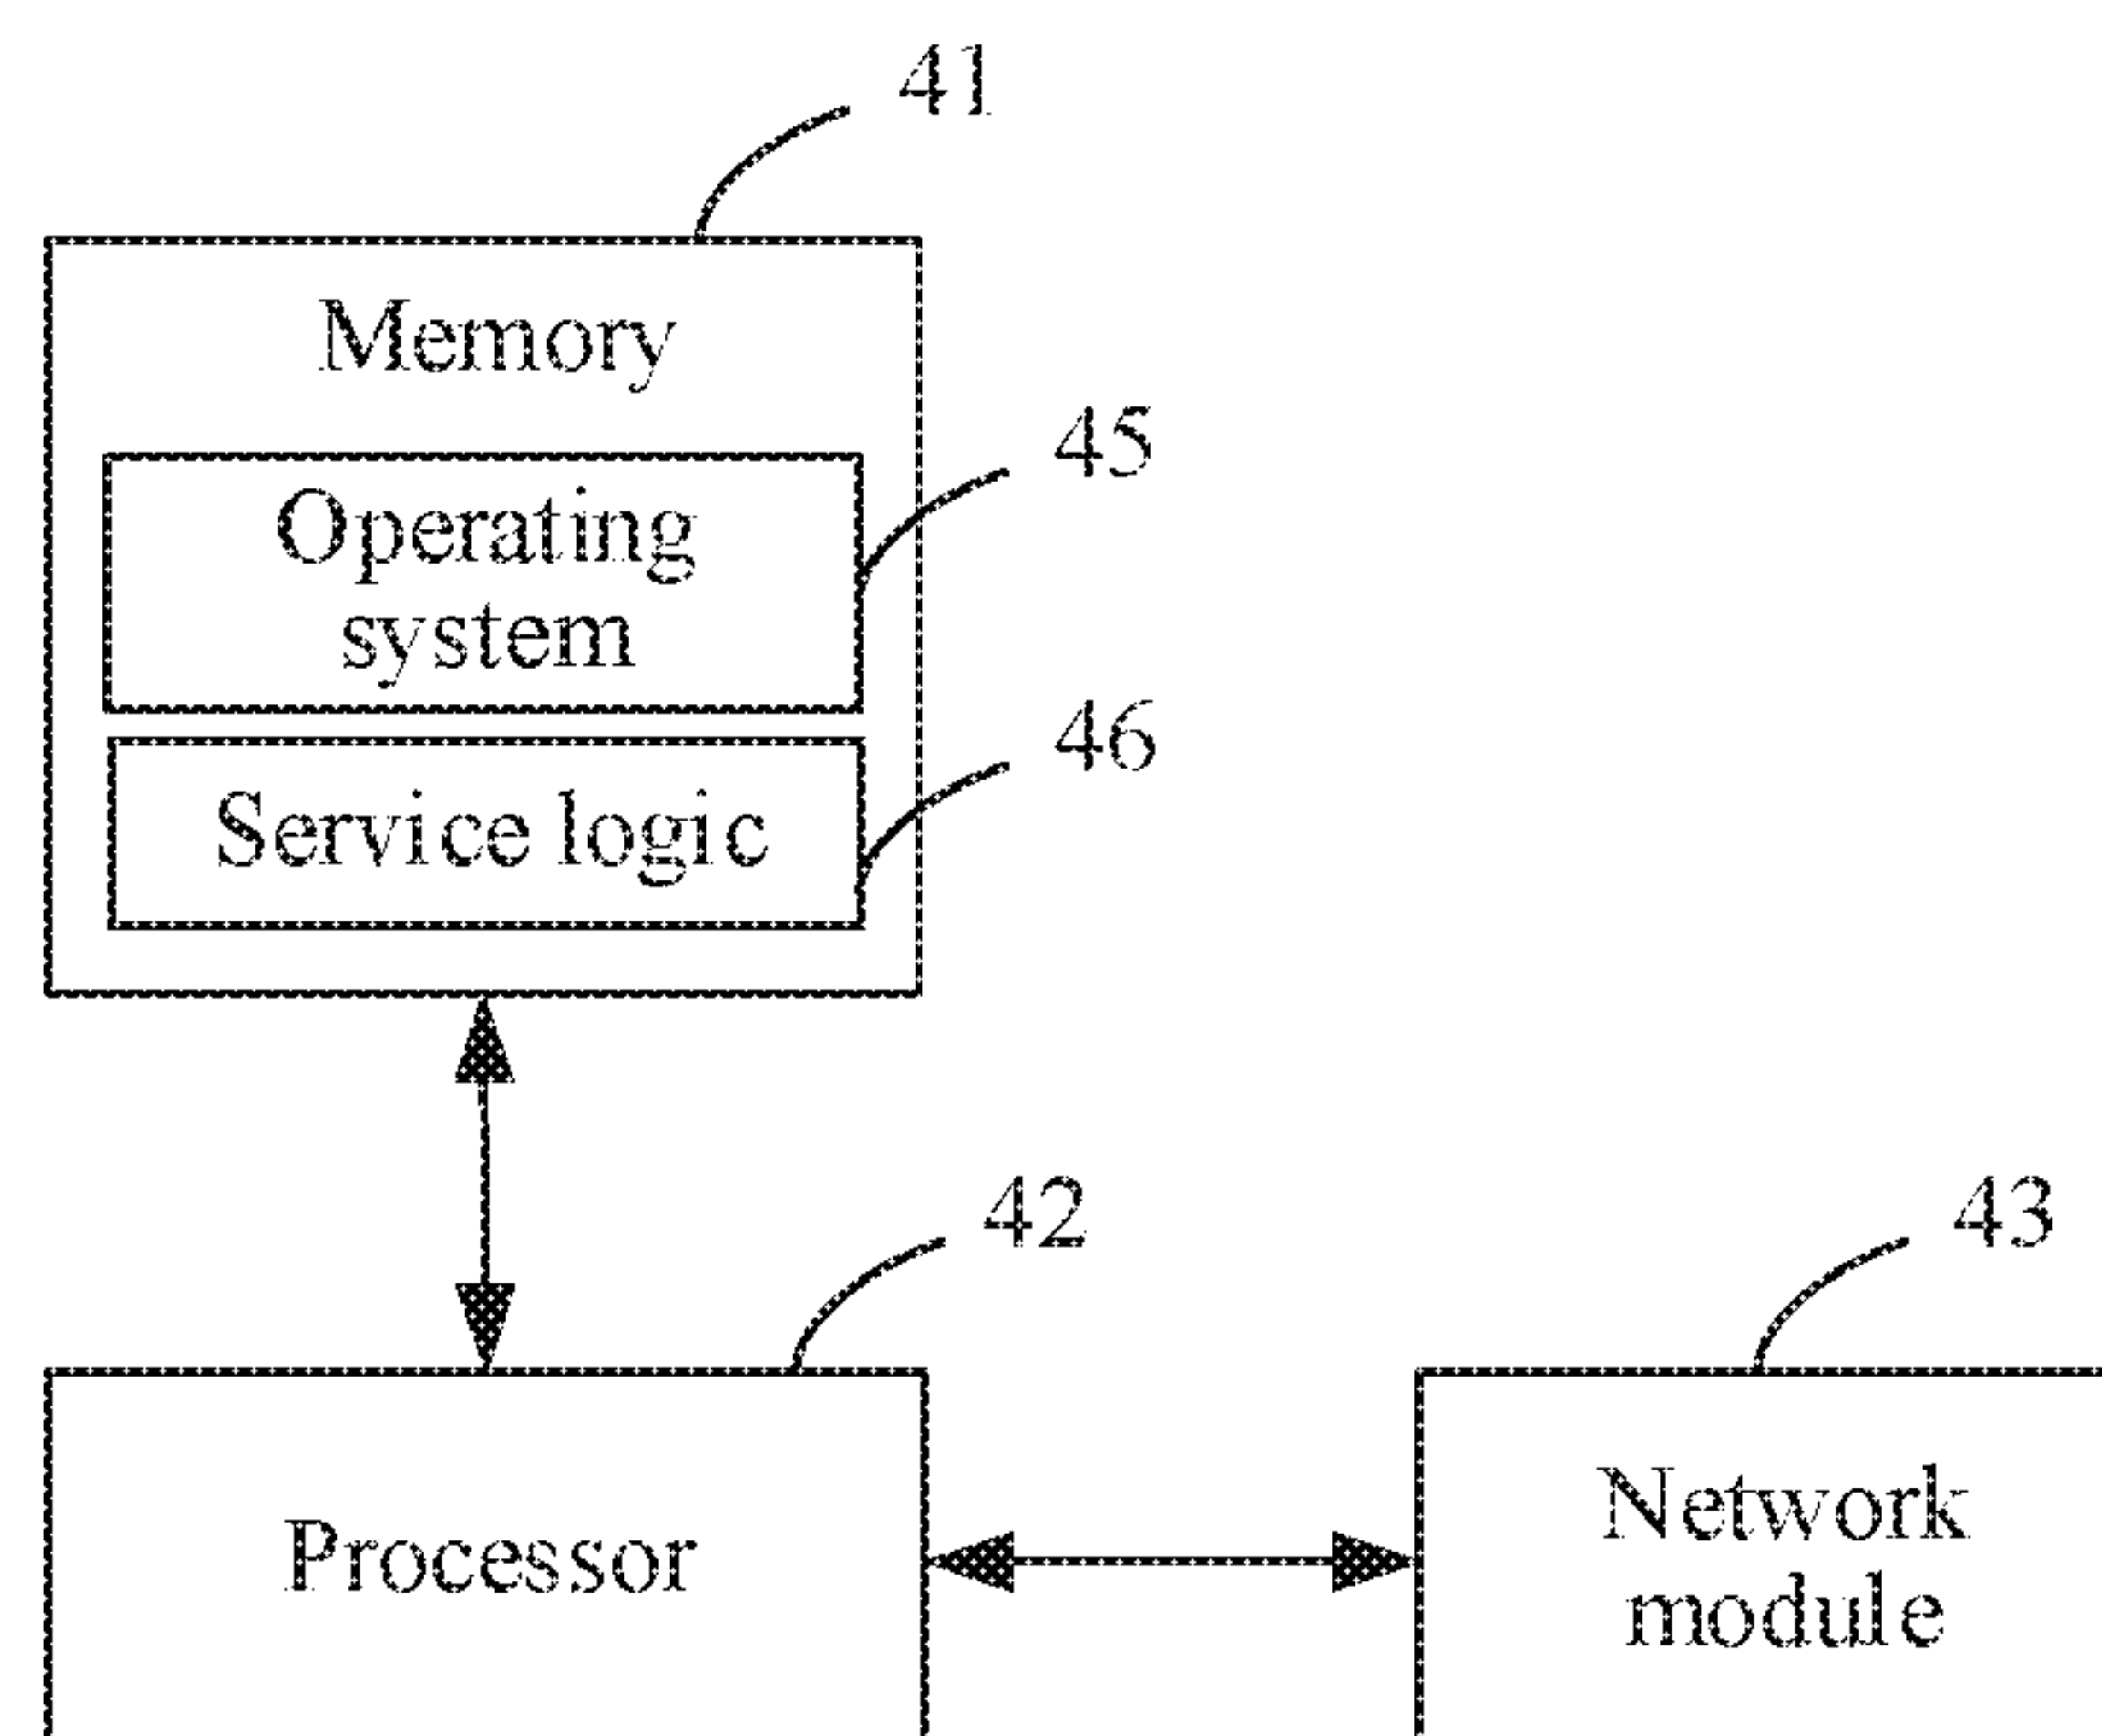 41
Memory
45
Operating
system
46
Service logic
42
43
Processor
Network
module